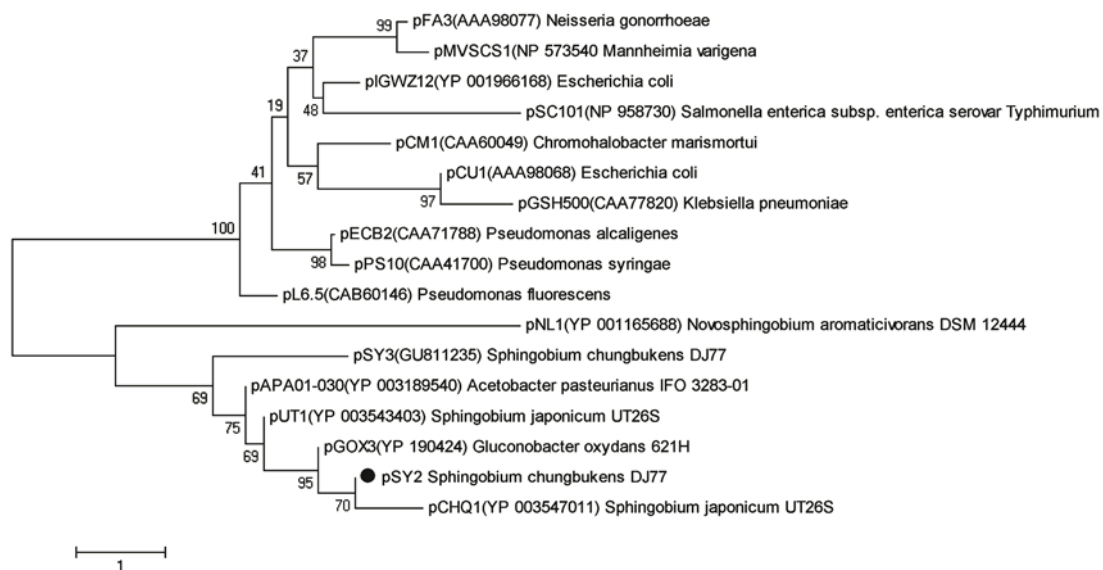 99
pFA3(AAA98077) Neisseria gonorrhoeae
37
pMVSCS1(NP 573540 Mannheimia varigena
pIGWZ12(YP 001966168) Escherichia coli
19
48
pSC101(NP 958730) Salmonella enterica subsp. enterica serovar Typhimurium
pCM1(CAA60049) Chromohalobacter marismortui
41
57
pCU1(AAA98068) Escherichia coli
97
pGSH500(CAA77820) Klebsiella pneumoniae
100
pECB2(CAA71788) Pseudomonas alcaligenes
98
pPS10(CAA41700) Pseudomonas syringae
pL6.5(CAB60146) Pseudomonas fluorescens
pNL1(YP 001165688) Novosphingobium aromaticivorans DSM 12444
pSY3(GU811235) Sphingobium chungbukens DJ77
69
pAPA01-030(YP 003189540) Acetobacter pasteurianus IFO 3283-01
75
pUT1(YP 003543403) Sphingobium japonicum UT26S
69
pGOX3(YP 190424) Gluconobacter oxydans 621H
95
pSY2 Sphingobium chungbukens DJ77
70
pCHQ1(YP 003547011) Sphingobium japonicum UT26S
1